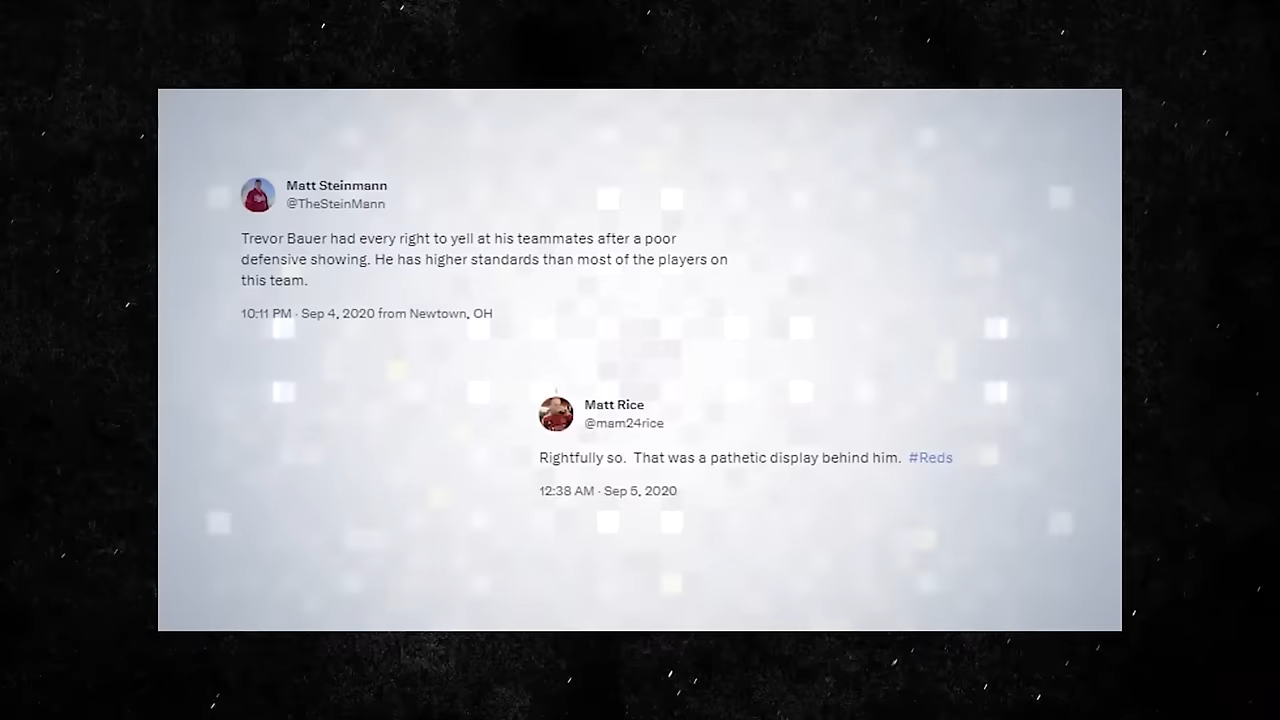 Matt Steinmann
@TheSteinMann
Trevor Bauer had every right to yell at his teammates after a poor
defensive showing. He has higher standards than most of the players on
this team.
10:11 PM · Sep 4, 2020 from Newtown, OH
Matt Rice
@mam24rice
Rightfully so.  That was a pathetic display behind him.  #Reds
12:38 AM · Sep 5, 2020